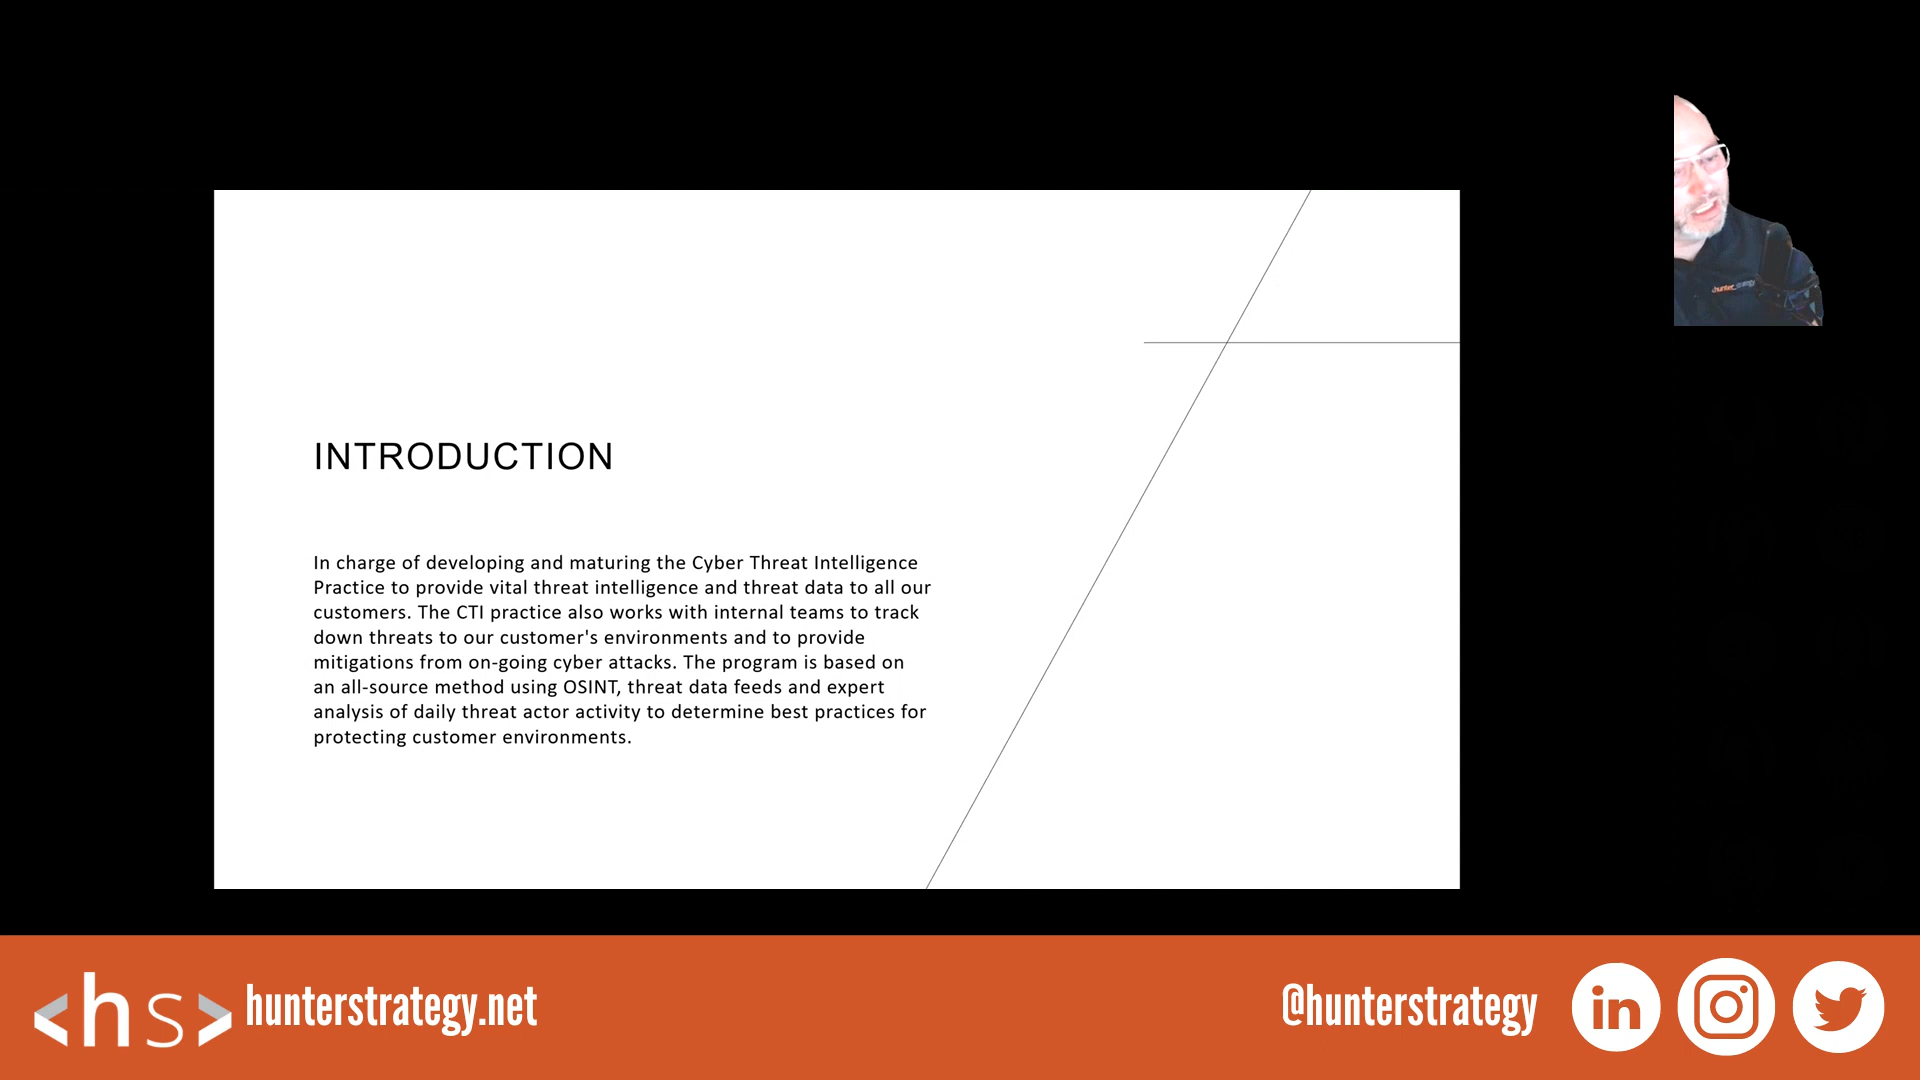 INTRODUCTION
In charge of developing and maturing the Cyber Threat Intelligence
Practice to provide vital threat intelligence and threat data to all our
customers. The CTI practice also works with internal teams to track
down threats to our customer's environments and to provide
mitigations from on-going cyber attacks. The program is based on
an all-source method using OSINT, threat data feeds and expert
analysis of daily threat actor activity to determine best practices for
protecting customer environments.
<hs> hunterstrategy.net
@hunterstrategy
in